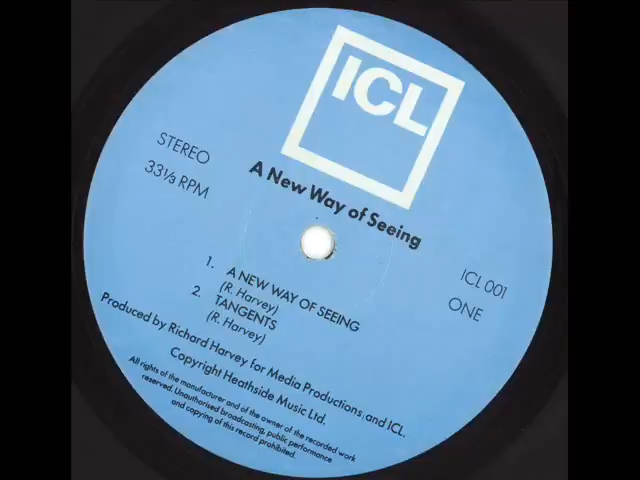 ICL
STEREO
33⅓ RPM
A New Way of Seeing
ICL 001
ONE
1. A NEW WAY OF SEEING
(R. Harvey)
2. TANGENTS
(R. Harvey)
Produced by Richard Harvey for Media Productions and ICL.
Copyright Heathside Music Ltd.
All rights of the manufacturer and of the owner of the recorded work
reserved. Unauthorised broadcasting, public performance
and copying of this record prohibited.